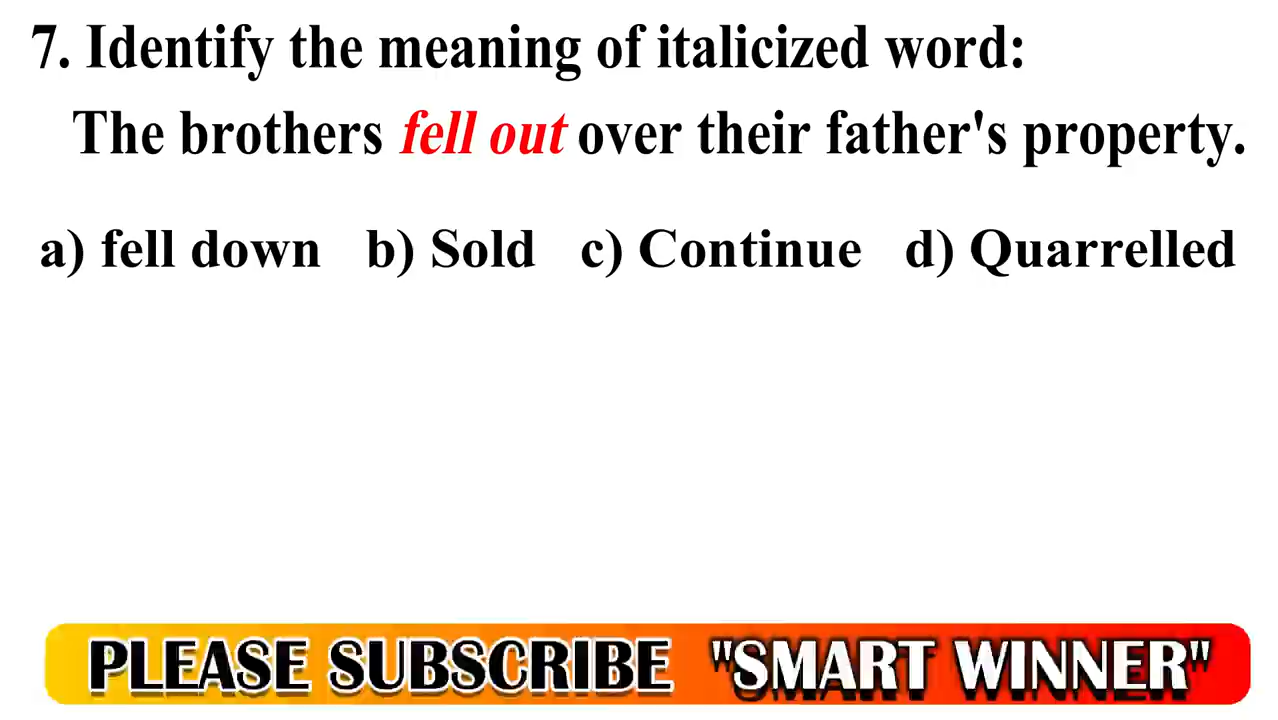 7. Identify the meaning of italicized word:
The brothers fell out over their father's property.
a) fell down b) Sold c) Continue d) Quarrelled
PLEASE SUBSCRIBE "SMART WINNER"